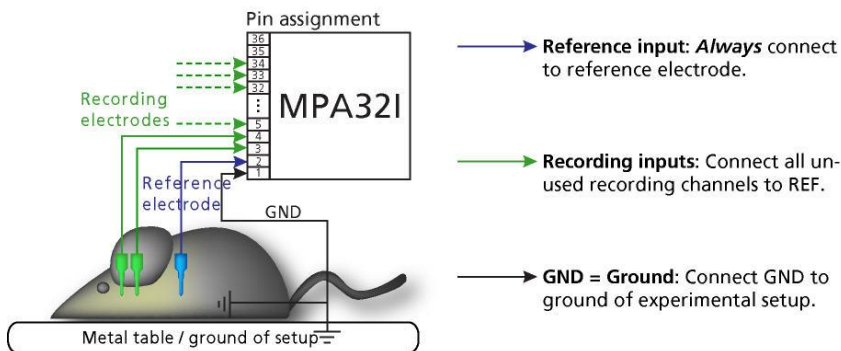 Pin assignment
36
35
34
33
32
⋮
5
4
3
2
1
MPA32I
Recording
electrodes
Reference
electrode
GND
Metal table / ground of setup
Reference input: Always connect
to reference electrode.
Recording inputs: Connect all un-
used recording channels to REF.
GND = Ground: Connect GND to
ground of experimental setup.